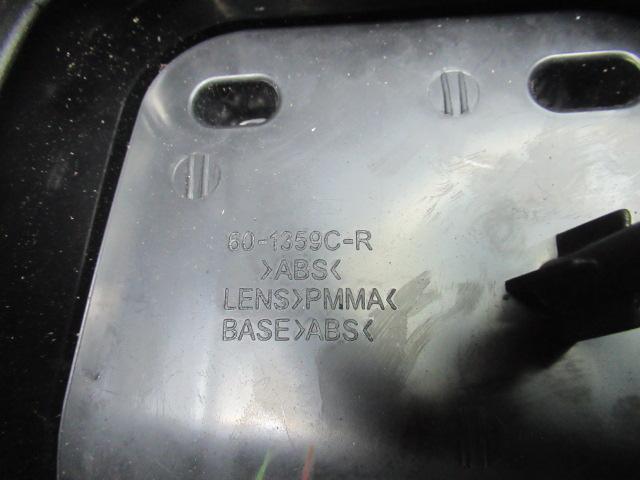 60-1359C-R
>ABS<
LENS>PMMA<
BASE>ABS<